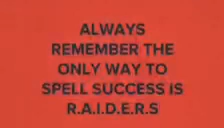 ALWAYS
REMEMBER THE
ONLY WAY TO
SPELL SUCCESS IS
R.A.I.D.E.R.S